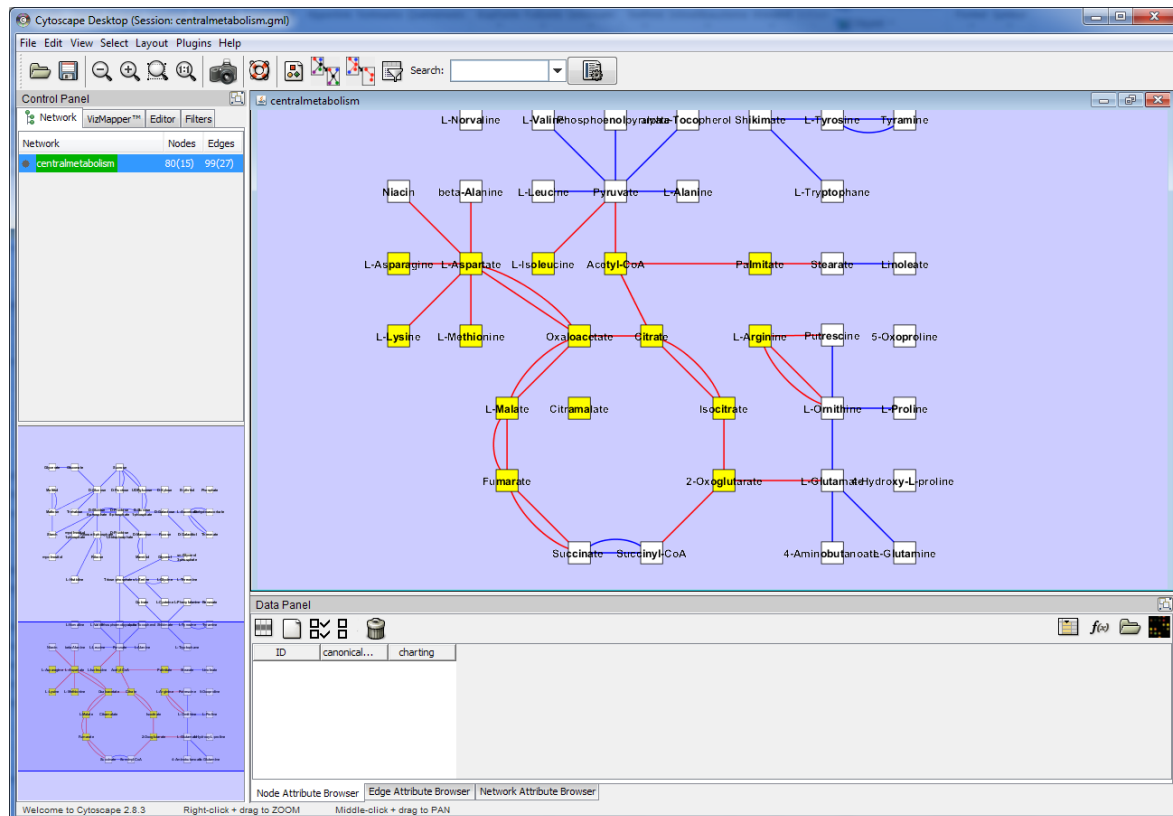 Cytoscape Desktop (Session: centralmetabolism.gml)
File Edit View Select Layout Plugins Help
Search:
Control Panel
Network VizMapper™ Editor Filters
Network Nodes Edges
centralmetabolism 80(15) 99(27)
centralmetabolism
L-Norvaline L-Valine Phosphoenolpyruvate alpha-Tocopherol Shikimate L-Tyrosine Tyramine
L-Leucine Pyruvate L-Alanine L-Tryptophane
Niacin beta-Alanine
L-Asparagine L-Aspartate L-Isoleucine Acetyl-CoA Palmitate Stearate Linoleate
L-Lysine L-Methionine Oxaloacetate Citrate L-Arginine Putrescine 5-Oxoproline
L-Malate Citramalate Isocitrate L-Ornithine L-Proline
Fumarate 2-Oxoglutarate L-Glutamate 4-Hydroxy-L-proline
Succinate Succinyl-CoA 4-Aminobutanoate L-Glutamine
Data Panel
f(x)
ID canonical... charting
Node Attribute Browser Edge Attribute Browser Network Attribute Browser
Welcome to Cytoscape 2.8.3 Right-click + drag to ZOOM Middle-click + drag to PAN